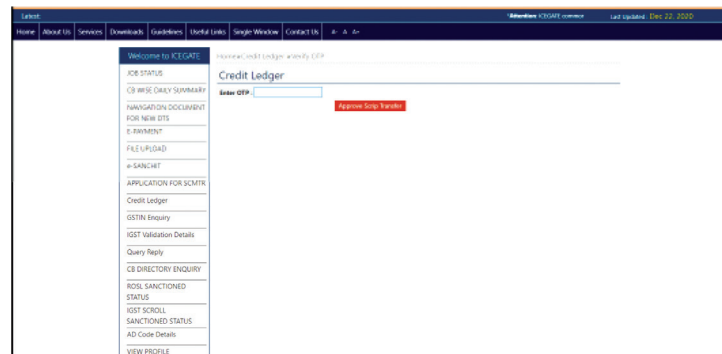 Latest:
*Attention: ICEGATE common
Last Updated: Dec 22, 2020
Home About Us Services Downloads Guidelines Useful Links Single Window Contact Us A- A A+
Welcome to ICEGATE
JOB STATUS
CB WISE DAILY SUMMARY
NAVIGATION DOCUMENT
FOR NEW DTS
E-PAYMENT
FILE UPLOAD
e-SANCHIT
APPLICATION FOR SCMTR
Credit Ledger
GSTIN Enquiry
IGST Validation Details
Query Reply
CB DIRECTORY ENQUIRY
ROSL SANCTIONED
STATUS
IGST SCROLL
SANCTIONED STATUS
AD Code Details
VIEW PROFILE
Home»Credit Ledger » Verify OTP
Credit Ledger
Enter OTP :
Approve Scrip Transfer